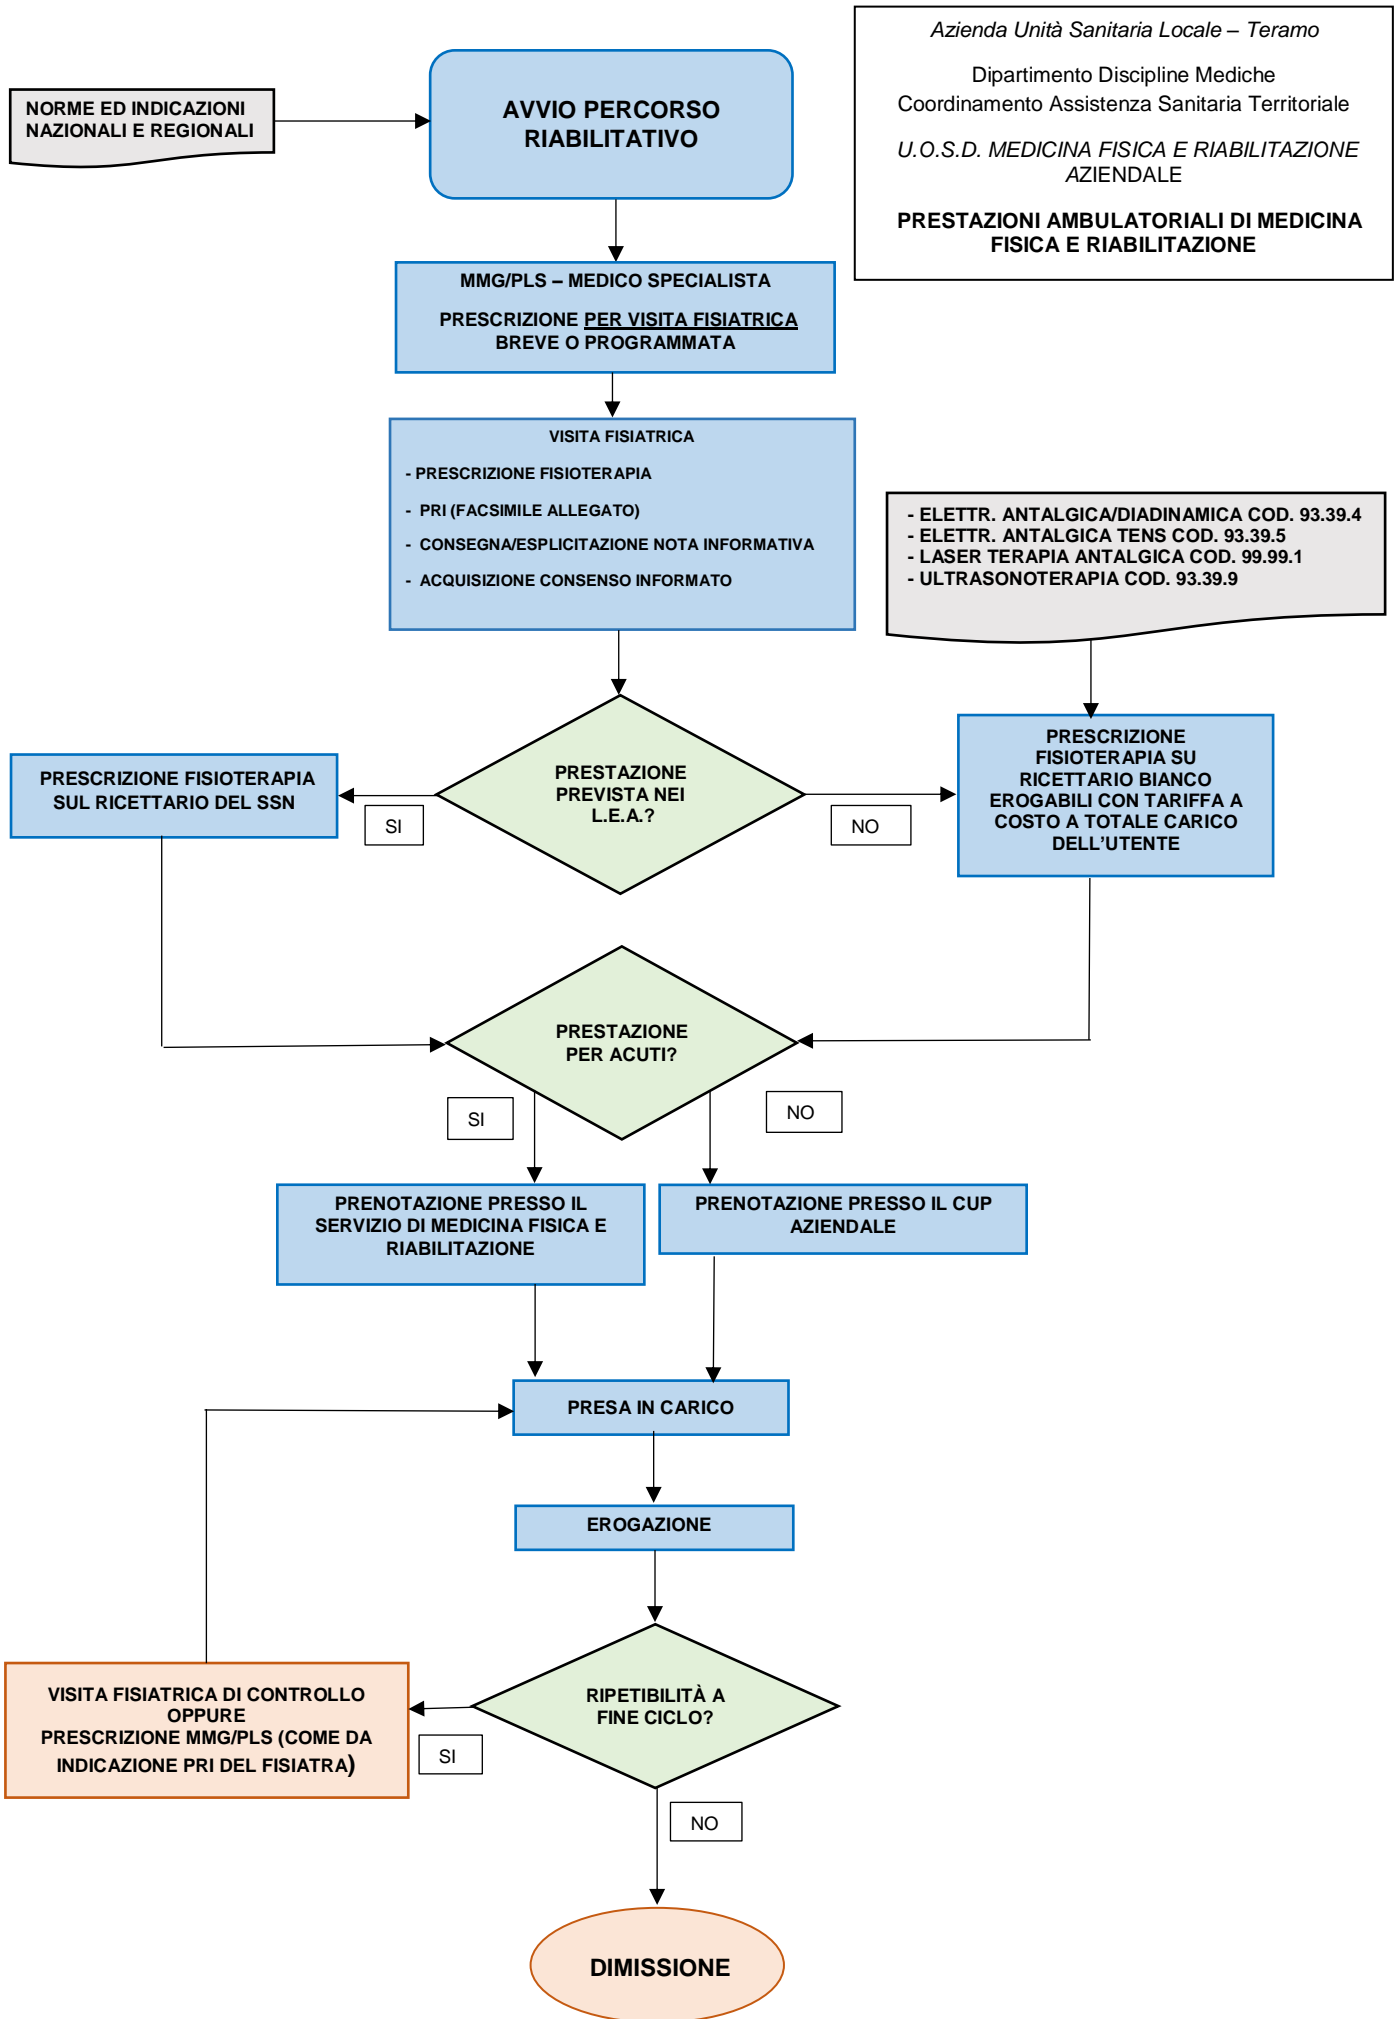 Azienda Unità Sanitaria Locale – Teramo
Dipartimento Discipline Mediche
Coordinamento Assistenza Sanitaria Territoriale
U.O.S.D. MEDICINA FISICA E RIABILITAZIONE
AZIENDALE
PRESTAZIONI AMBULATORIALI DI MEDICINA
FISICA E RIABILITAZIONE
NORME ED INDICAZIONI
NAZIONALI E REGIONALI
AVVIO PERCORSO
RIABILITATIVO
MMG/PLS – MEDICO SPECIALISTA
PRESCRIZIONE PER VISITA FISIATRICA
BREVE O PROGRAMMATA
VISITA FISIATRICA
- PRESCRIZIONE FISIOTERAPIA
- PRI (FACSIMILE ALLEGATO)
- CONSEGNA/ESPLICITAZIONE NOTA INFORMATIVA
- ACQUISIZIONE CONSENSO INFORMATO
- ELETTR. ANTALGICA/DIADINAMICA COD. 93.39.4
- ELETTR. ANTALGICA TENS COD. 93.39.5
- LASER TERAPIA ANTALGICA COD. 99.99.1
- ULTRASONOTERAPIA COD. 93.39.9
PRESTAZIONE
PREVISTA NEI
L.E.A.?
SI
NO
PRESCRIZIONE FISIOTERAPIA
SUL RICETTARIO DEL SSN
PRESCRIZIONE
FISIOTERAPIA SU
RICETTARIO BIANCO
EROGABILI CON TARIFFA A
COSTO A TOTALE CARICO
DELL'UTENTE
PRESTAZIONE
PER ACUTI?
SI
NO
PRENOTAZIONE PRESSO IL
SERVIZIO DI MEDICINA FISICA E
RIABILITAZIONE
PRENOTAZIONE PRESSO IL CUP
AZIENDALE
PRESA IN CARICO
EROGAZIONE
RIPETIBILITÀ A
FINE CICLO?
SI
VISITA FISIATRICA DI CONTROLLO
OPPURE
PRESCRIZIONE MMG/PLS (COME DA
INDICAZIONE PRI DEL FISIATRA)
NO
DIMISSIONE